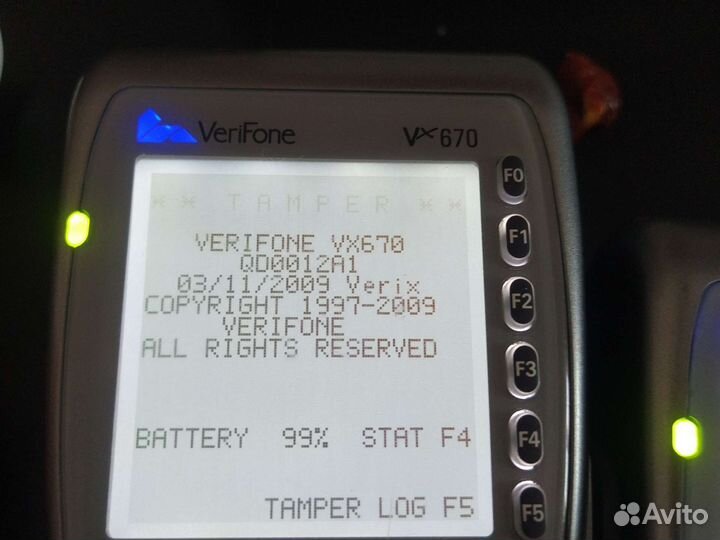 VeriFone
Vx670
** TAMPER **
VERIFONE VX670
QD0012A1
03/11/2009 Verix
COPYRIGHT 1997-2009
VERIFONE
ALL RIGHTS RESERVED
BATTERY 99% STAT F4
TAMPER LOG F5
F0
F1
F2
F3
F4
F5
Avito